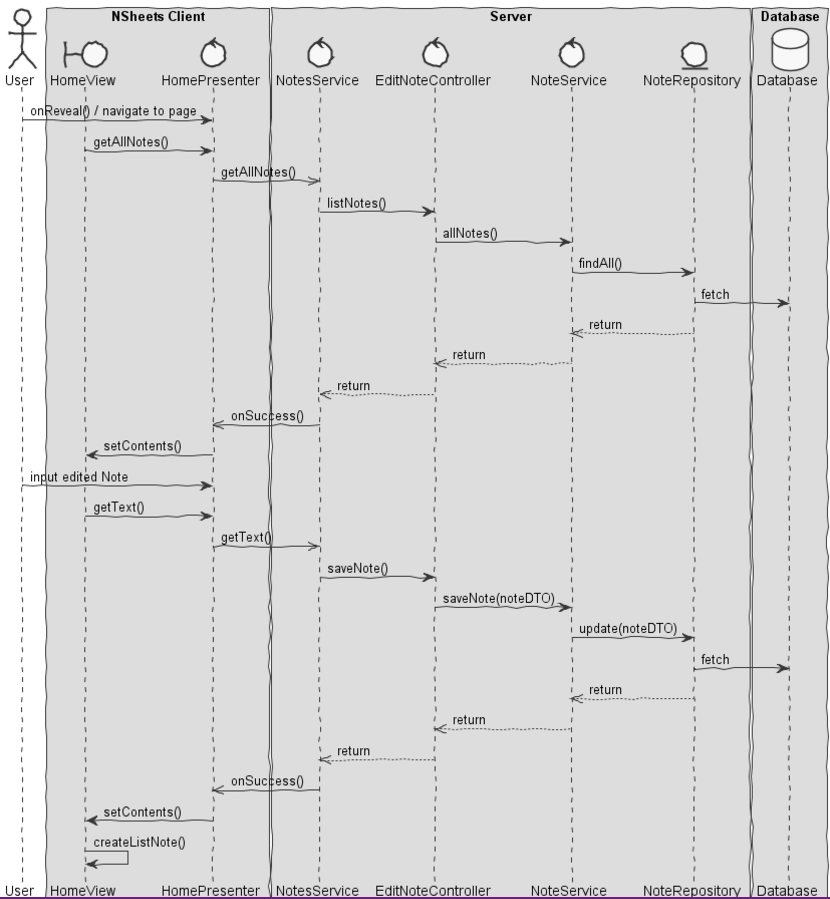 NSheets Client Server Database
User HomeView HomePresenter NotesService EditNoteController NoteService NoteRepository Database
onReveal() / navigate to page
getAllNotes()
getAllNotes()
listNotes()
allNotes()
findAll()
fetch
return
return
return
onSuccess()
setContents()
input edited Note
getText()
getText()
saveNote()
saveNote(noteDTO)
update(noteDTO)
fetch
return
return
return
onSuccess()
setContents()
createListNote()
User HomeView HomePresenter NotesService EditNoteController NoteService NoteRepository Database